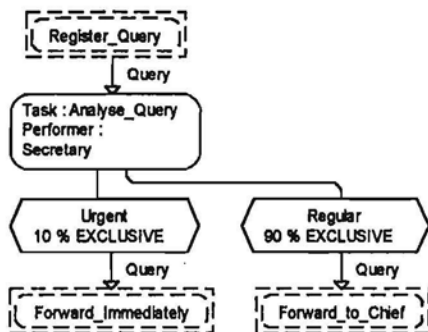 Register_Query
Query
Task : Analyse_Query
Performer :
Secretary
Urgent
10 % EXCLUSIVE
Regular
90 % EXCLUSIVE
Query
Query
Forward_Immediately
Forward_to_Chief